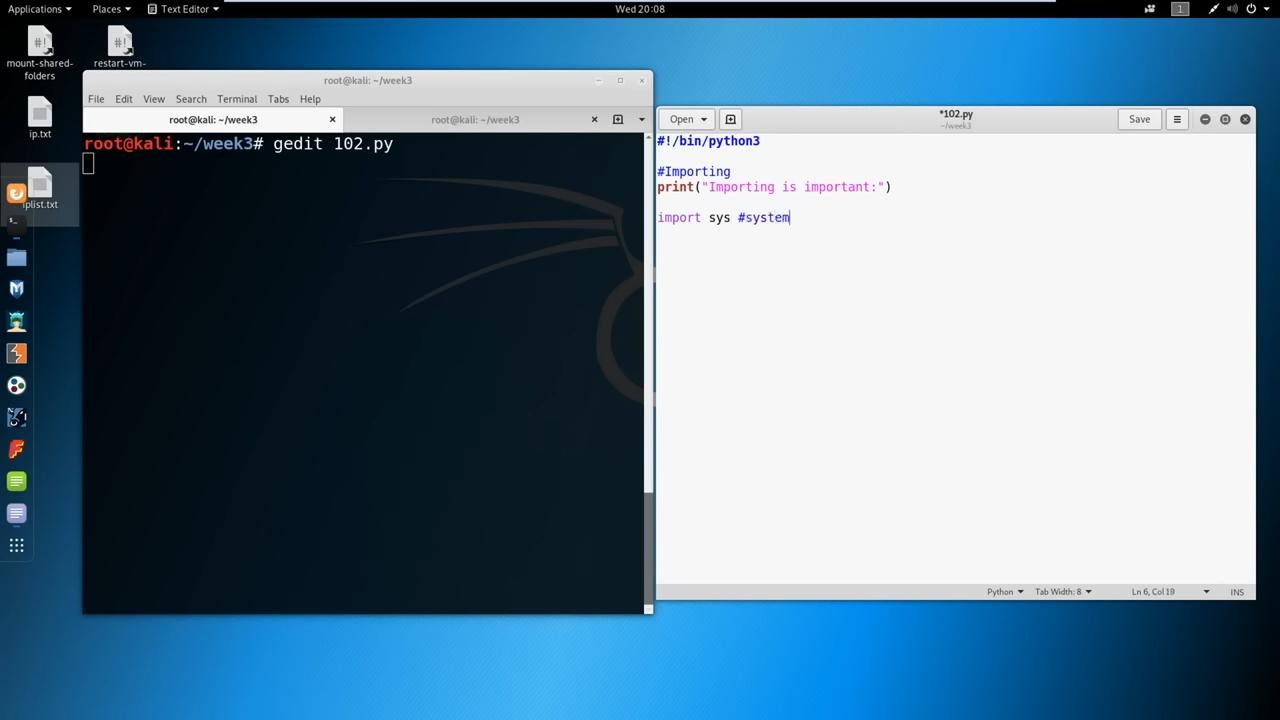 Applications Places Text Editor Wed 20:08 1
mount-shared-folders
restart-vm-
ip.txt
iplist.txt
root@kali: ~/week3
File Edit View Search Terminal Tabs Help
root@kali: ~/week3 × root@kali: ~/week3 ×
root@kali:~/week3# gedit 102.py
Open *102.py Save
~/week3
#!/bin/python3
#Importing
print("Importing is important:")
import sys #system
Python Tab Width: 8 Ln 6, Col 19 INS